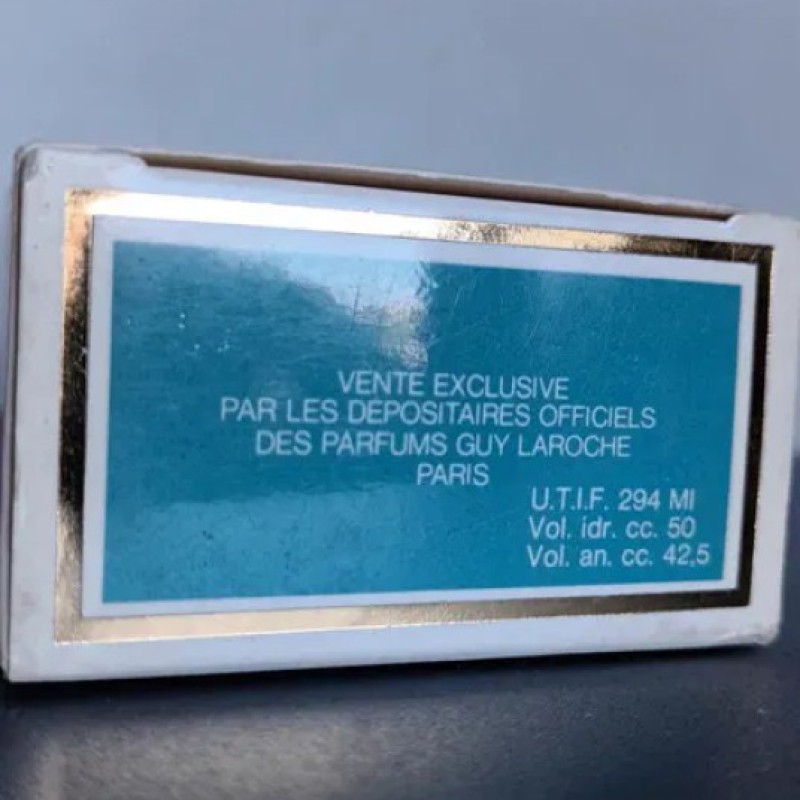 VENTE EXCLUSIVE
PAR LES DEPOSITAIRES OFFICIELS
DES PARFUMS GUY LAROCHE
PARIS
U.T.I.F. 294 MI
Vol. idr. cc. 50
Vol. an. cc. 42,5